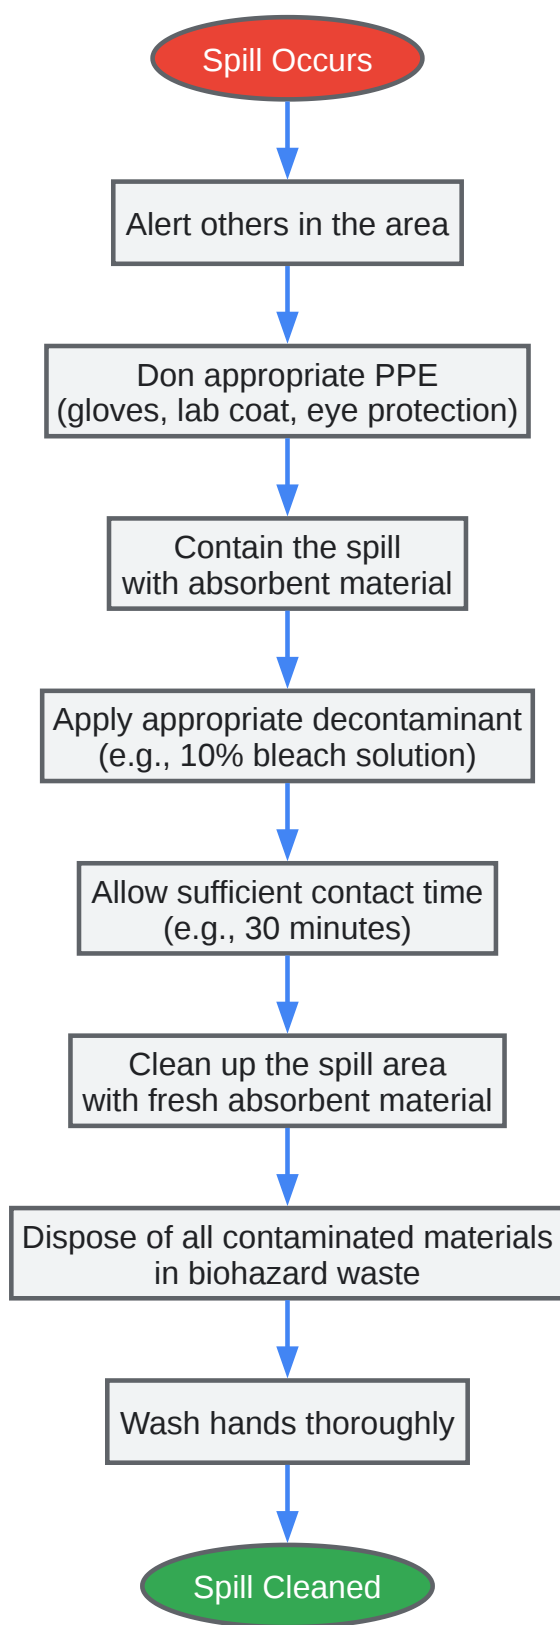 Spill Occurs
Alert others in the area
Don appropriate PPE
(gloves, lab coat, eye protection)
Contain the spill
with absorbent material
Apply appropriate decontaminant
(e.g., 10% bleach solution)
Allow sufficient contact time
(e.g., 30 minutes)
Clean up the spill area
with fresh absorbent material
Dispose of all contaminated materials
in biohazard waste
Wash hands thoroughly
Spill Cleaned